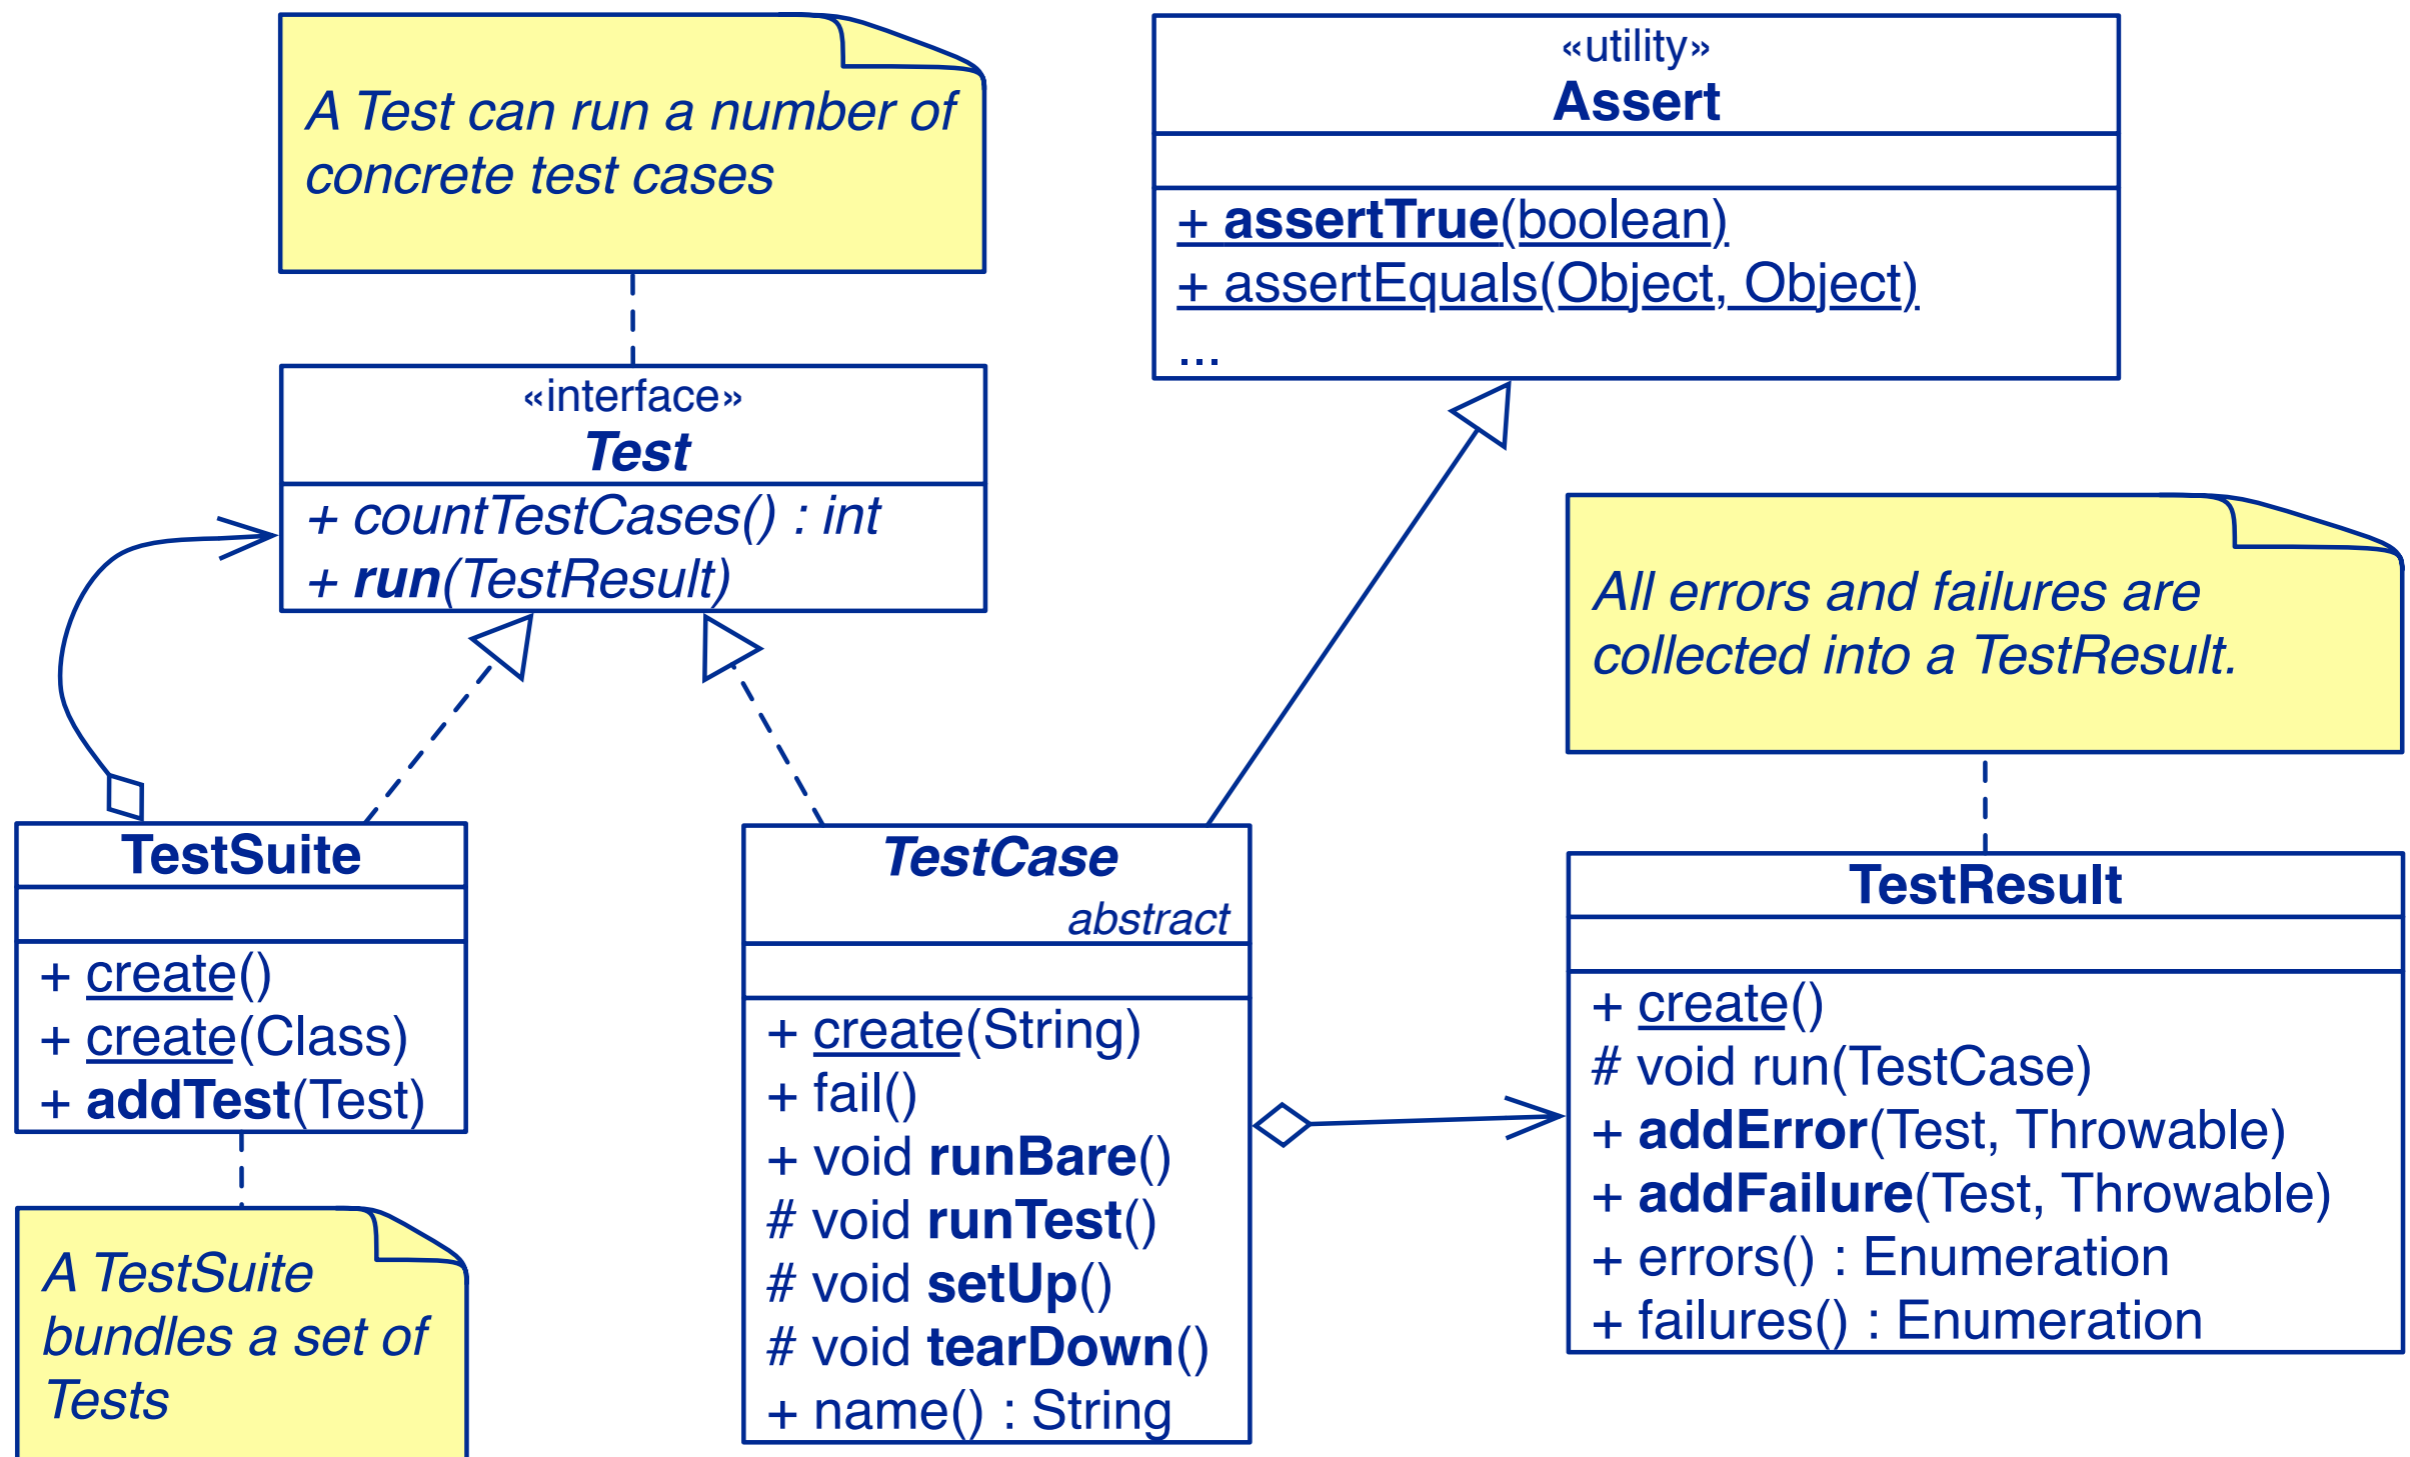 A Test can run a number of
concrete test cases
«utility»
Assert
+ assertTrue(boolean)
+ assertEquals(Object, Object)
...
«interface»
Test
+ countTestCases() : int
+ run(TestResult)
All errors and failures are
collected into a TestResult.
TestSuite
+ create()
+ create(Class)
+ addTest(Test)
A TestSuite
bundles a set of
Tests
TestCase
abstract
+ create(String)
+ fail()
+ void runBare()
# void runTest()
# void setUp()
# void tearDown()
+ name() : String
TestResult
+ create()
# void run(TestCase)
+ addError(Test, Throwable)
+ addFailure(Test, Throwable)
+ errors() : Enumeration
+ failures() : Enumeration